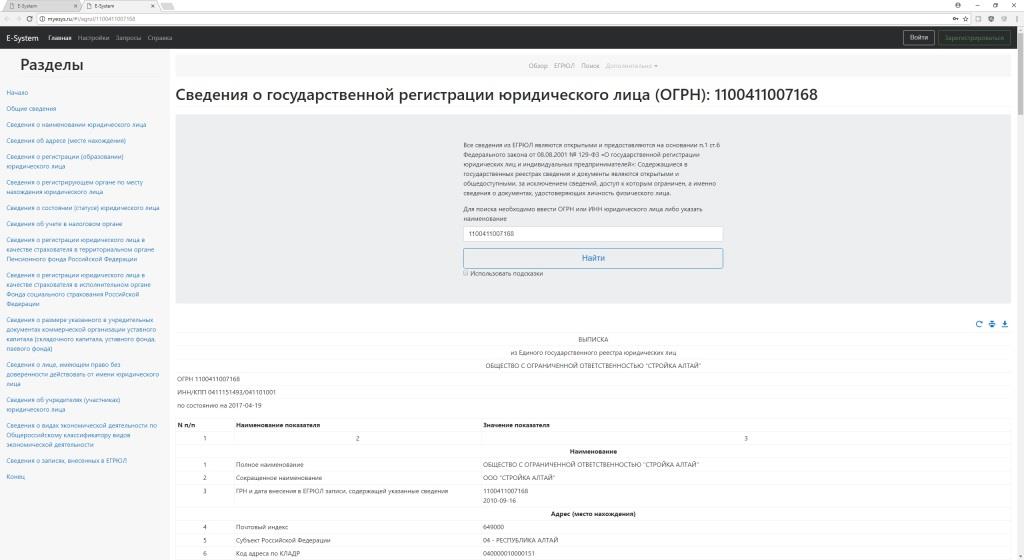 E-System
E-System
myesys.ru/#!/egrul/1100411007168
E-System Главная Настройки Запросы Справка Войти Зарегистрироваться
Разделы
Начало
Общие сведения
Сведения о наименовании юридического лица
Сведения об адресе (месте нахождения)
Сведения о регистрации (образовании)
юридического лица
Сведения о регистрирующем органе по месту
нахождения юридического лица
Сведения о состоянии (статусе) юридического лица
Сведения об учете в налоговом органе
Сведения о регистрации юридического лица в
качестве страхователя в территориальном органе
Пенсионного фонда Российской Федерации
Сведения о регистрации юридического лица в
качестве страхователя в исполнительном органе
Фонда социального страхования Российской
Федерации
Сведения о размере указанного в учредительных
документах коммерческой организации уставного
капитала (складочного капитала, уставного фонда,
паевого фонда)
Сведения о лице, имеющем право без
доверенности действовать от имени юридического
лица
Сведения об учредителях (участниках)
юридического лица
Сведения о видах экономической деятельности по
Общероссийскому классификатору видов
экономической деятельности
Сведения о записях, внесенных в ЕГРЮЛ
Конец
Обзор ЕГРЮЛ Поиск Дополнительно
Сведения о государственной регистрации юридического лица (ОГРН): 1100411007168
Все сведения из ЕГРЮЛ являются открытыми и предоставляются на основании п.1 ст.6
Федерального закона от 08.08.2001 № 129-ФЗ «О государственной регистрации
юридических лиц и индивидуальных предпринимателей»: Содержащиеся в
государственных реестрах сведения и документы являются открытыми и
общедоступными, за исключением сведений, доступ к которым ограничен, а именно
сведения о документах, удостоверяющих личность физического лица.
Для поиска необходимо ввести ОГРН или ИНН юридического лица либо указать
наименование
1100411007168
Найти
Использовать подсказки
ВЫПИСКА
из Единого государственного реестра юридических лиц
ОБЩЕСТВО С ОГРАНИЧЕННОЙ ОТВЕТСТВЕННОСТЬЮ "СТРОЙКА АЛТАЙ"
ОГРН 1100411007168
ИНН/КПП 0411151493/041101001
по состоянию на 2017-04-19
N п/п Наименование показателя Значение показателя
1 2 3
Наименование
1 Полное наименование ОБЩЕСТВО С ОГРАНИЧЕННОЙ ОТВЕТСТВЕННОСТЬЮ "СТРОЙКА АЛТАЙ"
2 Сокращенное наименование ООО "СТРОЙКА АЛТАЙ"
3 ГРН и дата внесения в ЕГРЮЛ записи, содержащей указанные сведения 1100411007168
2010-09-16
Адрес (место нахождения)
4 Почтовый индекс 649000
5 Субъект Российской Федерации 04 - РЕСПУБЛИКА АЛТАЙ
6 Код адреса по КЛАДР 040000010000151